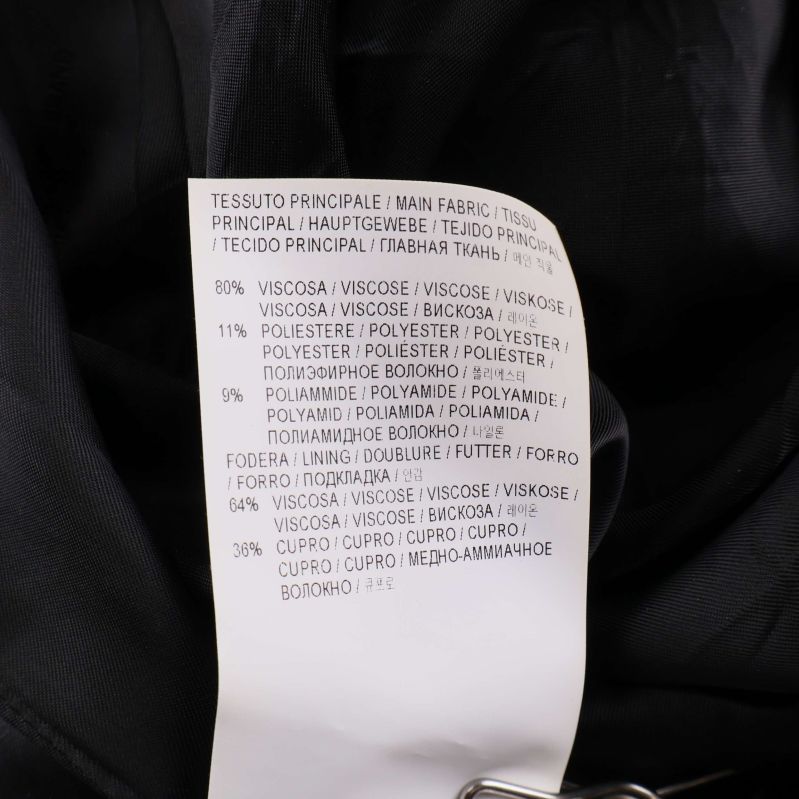 TESSUTO PRINCIPALE / MAIN FABRIC / TISSU
PRINCIPAL / HAUPTGEWEBE / TEJIDO PRINCIPAL
/ TECIDO PRINCIPAL / ГЛАВНАЯ ТКАНЬ / 메인 직물
80% VISCOSA / VISCOSE / VISCOSE / VISKOSE /
VISCOSA / VISCOSE / ВИСКОЗА / 레이온
11% POLIESTERE / POLYESTER / POLYESTER /
POLYESTER / POLIÉSTER / POLIÉSTER /
ПОЛИЭФИРНОЕ ВОЛОКНО / 폴리에스터
9% POLIAMMIDE / POLYAMIDE / POLYAMIDE /
POLYAMID / POLIAMIDA / POLIAMIDA /
ПОЛИАМИДНОЕ ВОЛОКНО / 나일론
FODERA / LINING / DOUBLURE / FUTTER / FORRO
/ FORRO / ПОДКЛАДКА / 안감
64% VISCOSA / VISCOSE / VISCOSE / VISKOSE /
VISCOSA / VISCOSE / ВИСКОЗА / 레이온
36% CUPRO / CUPRO / CUPRO / CUPRO /
CUPRO / CUPRO / МЕДНО-АММИАЧНОЕ
ВОЛОКНО / 큐프로